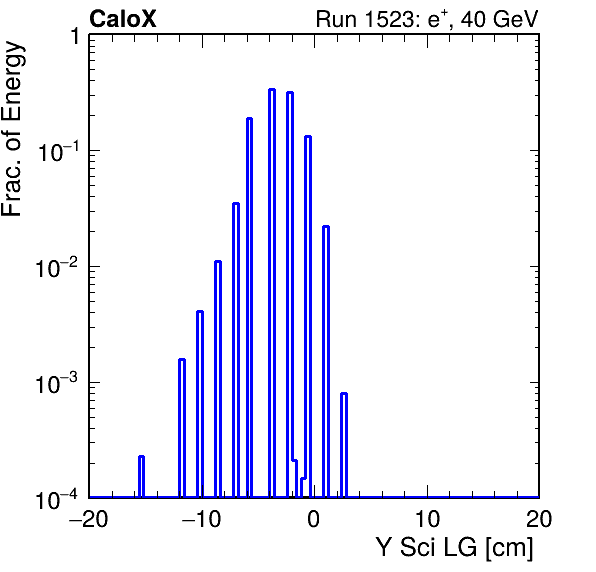 CaloX Run 1523: e⁺, 40 GeV
Frac. of Energy
1
10⁻¹
10⁻²
10⁻³
10⁻⁴
−20 −10 0 10 20
Y Sci LG [cm]